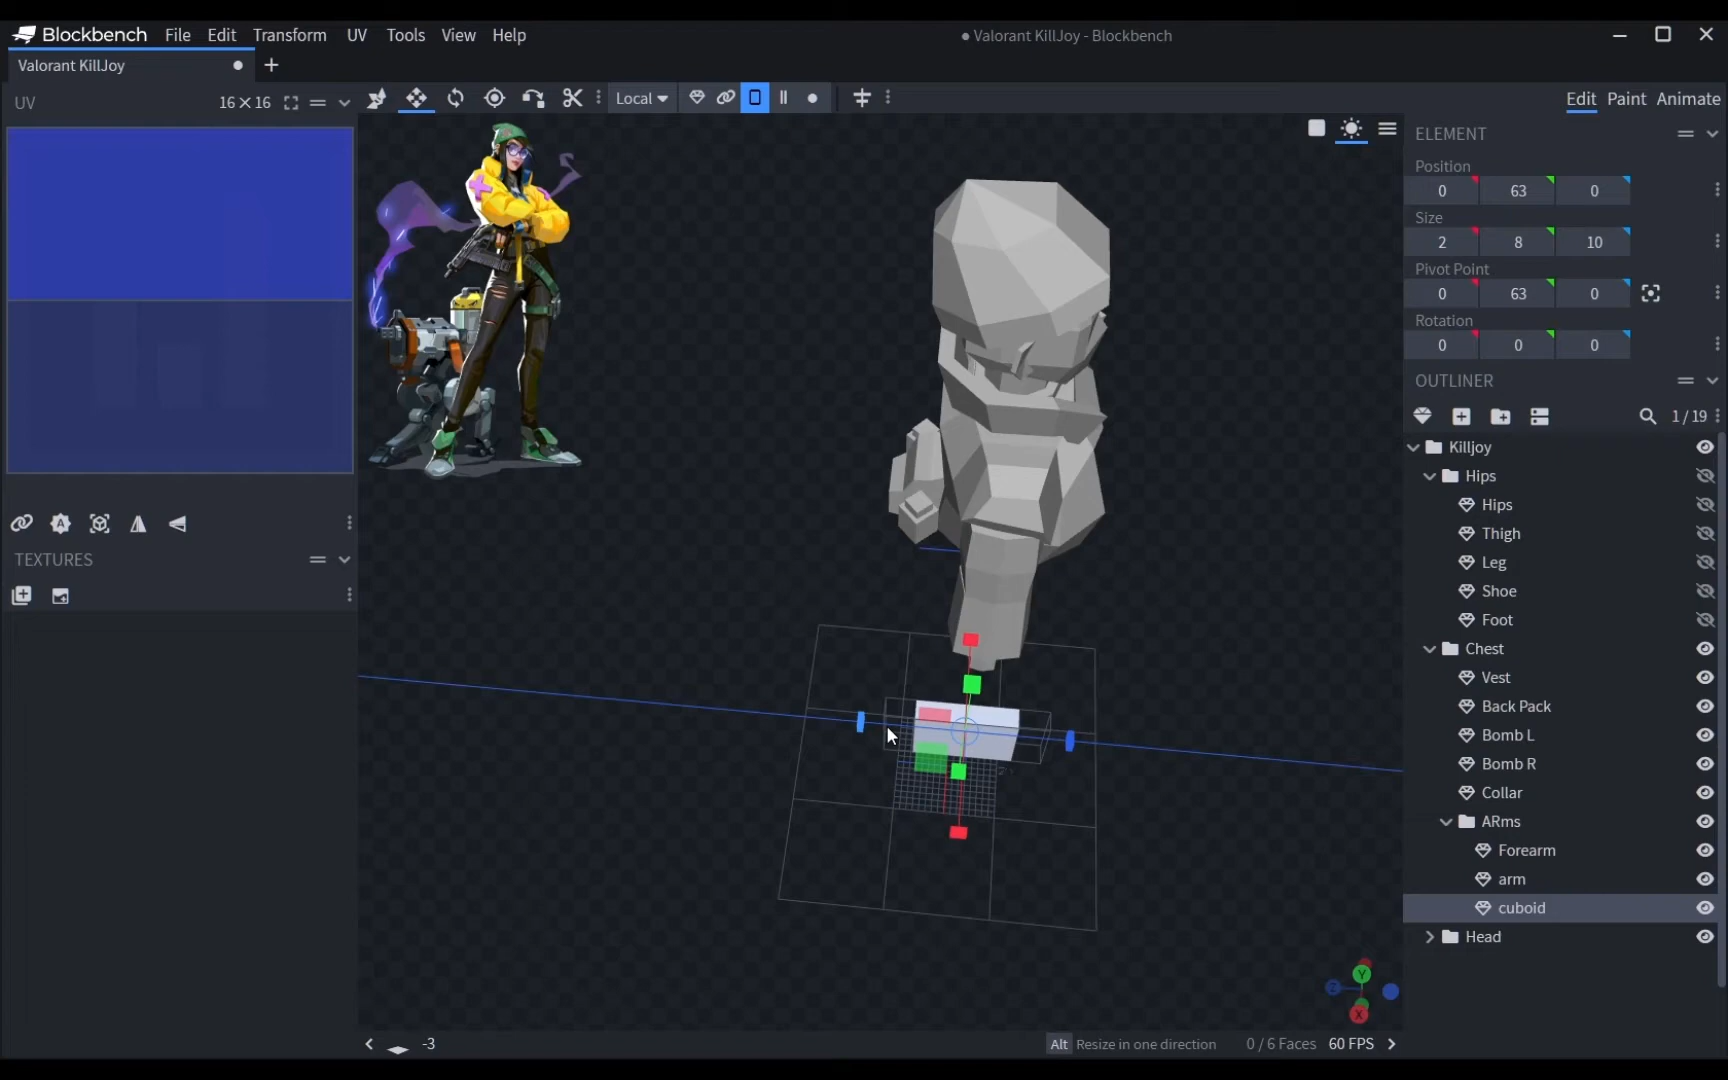 Blockbench File Edit Transform UV Tools View Help
● Valorant KillJoy - Blockbench
Valorant KillJoy
UV 16×16
Local
Edit Paint Animate
ELEMENT
Position
0 63 0
Size
2 8 10
Pivot Point
0 63 0
Rotation
0 0 0
OUTLINER
1/19
Killjoy
Hips
Hips
Thigh
Leg
Shoe
Foot
Chest
Vest
Back Pack
Bomb L
Bomb R
Collar
ARms
Forearm
arm
cuboid
Head
TEXTURES
Y
Z
X
-3
Alt Resize in one direction 0 / 6 Faces 60 FPS